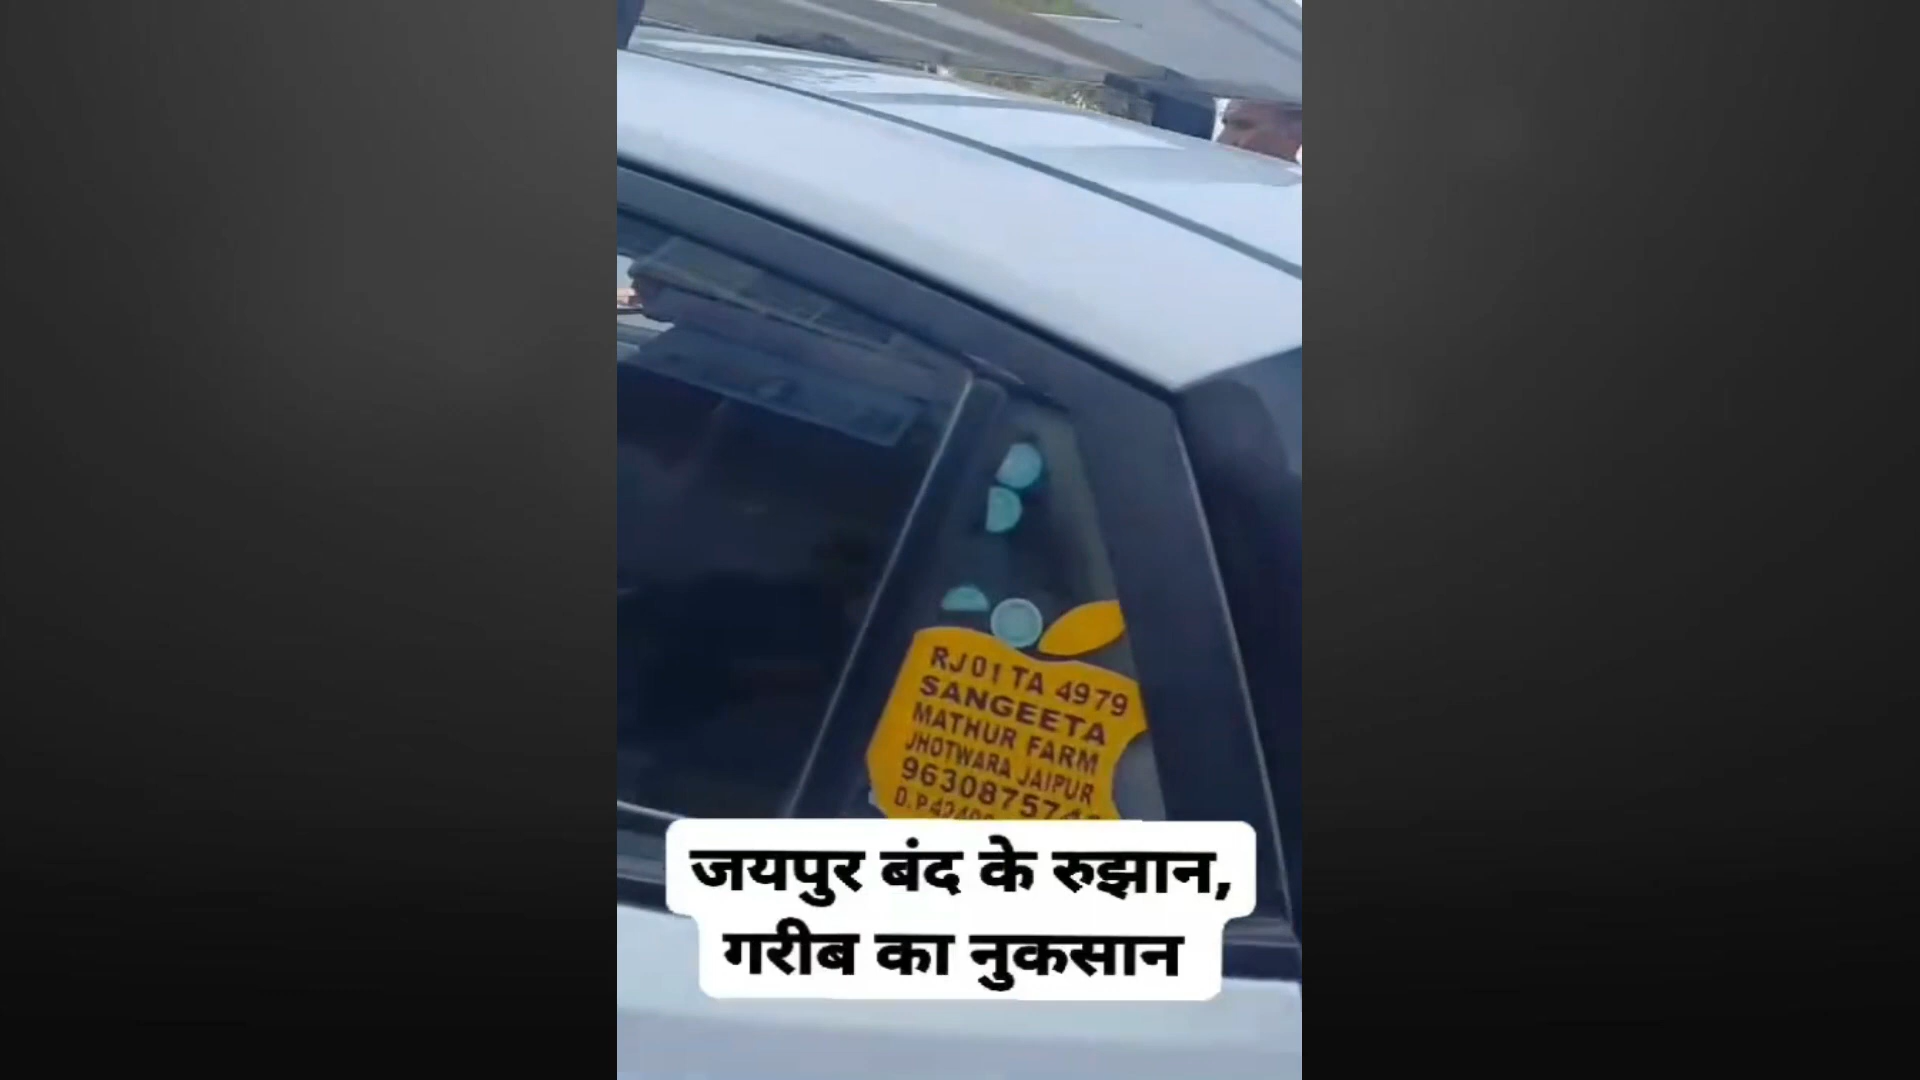 RJ01 TA 4979
SANGEETA
MATHUR FARM
JHOTWARA JAIPUR
D.P.
जयपुर बंद के रुझान,
गरीब का नुकसान